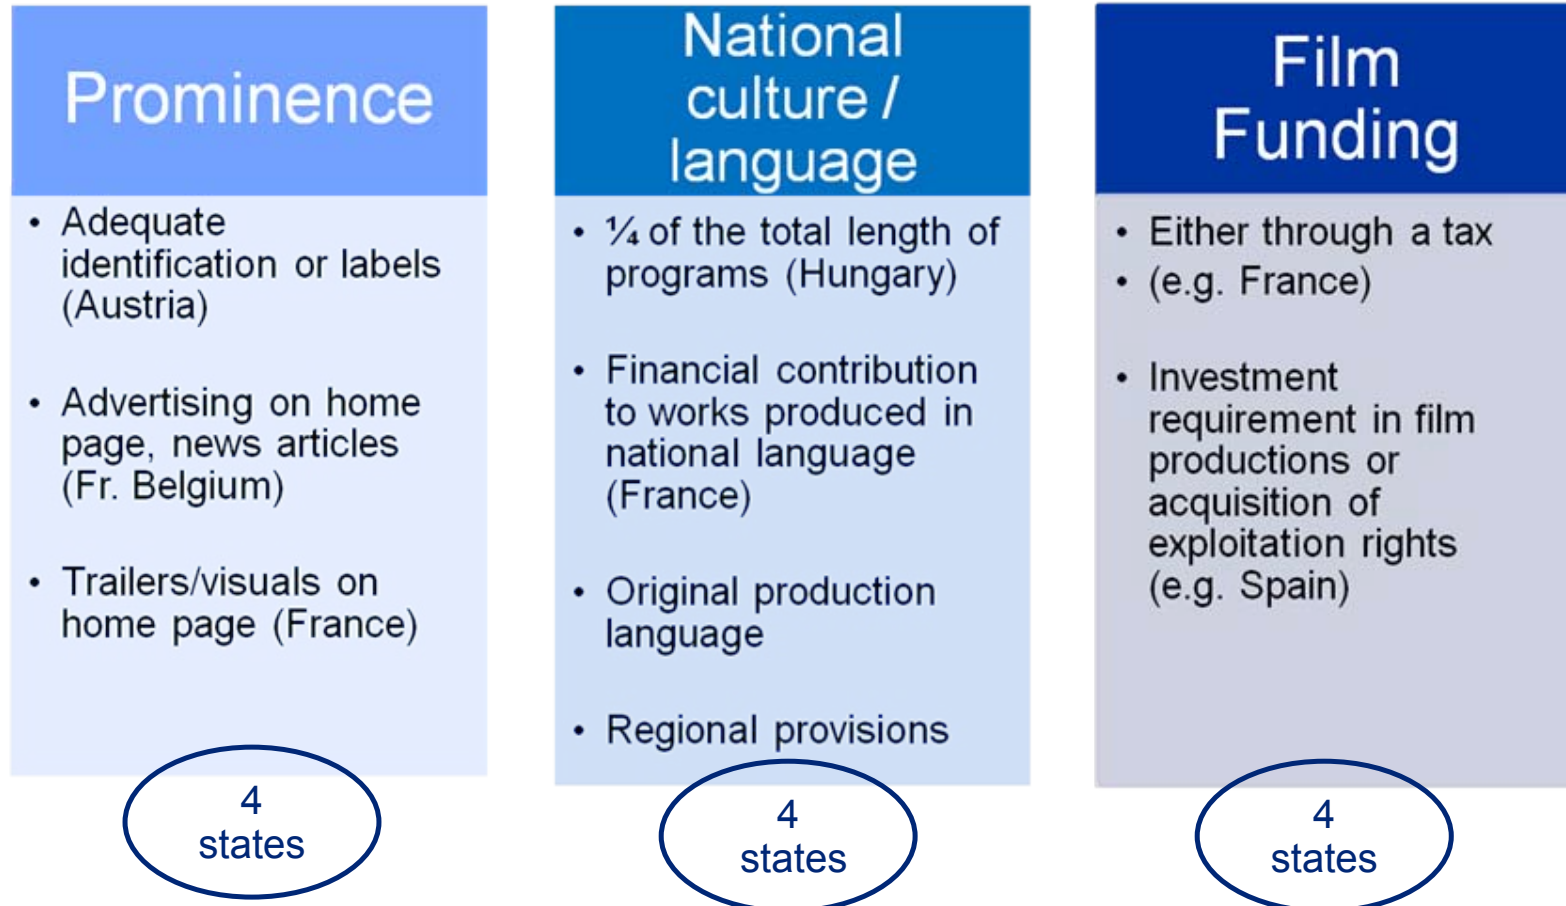 Prominence
• Adequate
identification or labels
(Austria)
• Advertising on home
page, news articles
(Fr. Belgium)
• Trailers/visuals on
home page (France)
4
states
National
culture /
language
• ¼ of the total length of
programs (Hungary)
• Financial contribution
to works produced in
national language
(France)
• Original production
language
• Regional provisions
4
states
Film
Funding
• Either through a tax
• (e.g. France)
• Investment
requirement in film
productions or
acquisition of
exploitation rights
(e.g. Spain)
4
states